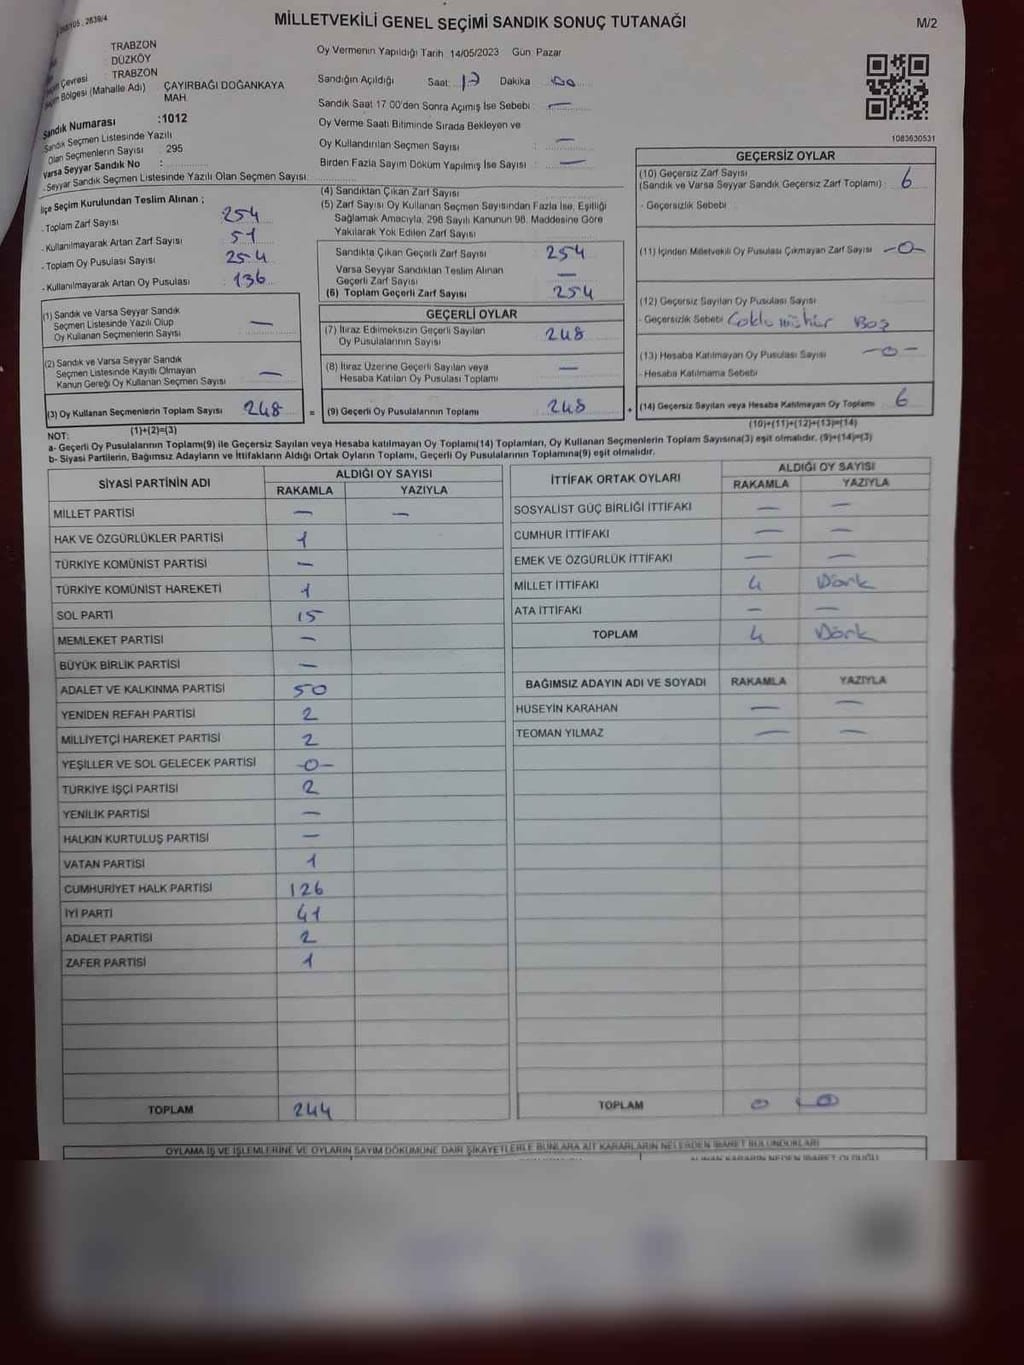 MİLLETVEKİLİ GENEL SEÇİMİ SANDIK SONUÇ TUTANAĞI
M/2
TRABZON
DÜZKÖY
Çevresi TRABZON
Bölgesi (Mahalle Adı) ÇAYIRBAĞI DOĞANKAYA MAH.
Sandık Numarası :1012
Sandık Seçmen Listesinde Yazılı
Olan Seçmenlerin Sayısı : 295
Varsa Seyyar Sandık No :
Seyyar Sandık Seçmen Listesinde Yazılı Olan Seçmen Sayısı
Oy Vermenin Yapıldığı Tarih 14/05/2023 Gün Pazar
Sandığın Açıldığı Saat: 17 Dakika 00
Sandık Saat 17.00'den Sonra Açmış İse Sebebi : —
Oy Verme Saati Bitiminde Sırada Bekleyen ve
Oy Kullandırılan Seçmen Sayısı : —
Birden Fazla Sayım Döküm Yapılmış İse Sayısı : —
1083630531
İlçe Seçim Kurulundan Teslim Alınan ;
- Toplam Zarf Sayısı 254
- Kullanılmayarak Artan Zarf Sayısı 51
- Toplam Oy Pusulası Sayısı 254
- Kullanılmayarak Artan Oy Pusulası 136
(1) Sandık ve Varsa Seyyar Sandık
Seçmen Listesinde Yazılı Olup
Oy Kullanan Seçmenlerin Sayısı —
(2) Sandık ve Varsa Seyyar Sandık
Seçmen Listesinde Kayıtlı Olmayan
Kanun Gereği Oy Kullanan Seçmen Sayısı —
(3) Oy Kullanan Seçmenlerin Toplam Sayısı 248
(1)+(2)=(3)
(4) Sandıktan Çıkan Zarf Sayısı
(5) Zarf Sayısı Oy Kullanan Seçmen Sayısından Fazla İse, Eşitliği
Sağlamak Amacıyla, 298 Sayılı Kanunun 98. Maddesine Göre
Yakılarak Yok Edilen Zarf Sayısı
Sandıkta Çıkan Geçerli Zarf Sayısı 254
Varsa Seyyar Sandıktan Teslim Alınan
Geçerli Zarf Sayısı —
(6) Toplam Geçerli Zarf Sayısı 254
GEÇERLİ OYLAR
(7) İtiraz Edilmeksizin Geçerli Sayılan
Oy Pusulalarının Sayısı 248
(8) İtiraz Üzerine Geçerli Sayılan veya
Hesaba Katılan Oy Pusulası Toplamı —
= (9) Geçerli Oy Pusulalarının Toplamı 248
GEÇERSİZ OYLAR
(10) Geçersiz Zarf Sayısı
(Sandık ve Varsa Seyyar Sandık Geçersiz Zarf Toplamı) : 6
- Geçersizlik Sebebi
(11) İçinden Milletvekili Oy Pusulası Çıkmayan Zarf Sayısı -0-
(12) Geçersiz Sayılan Oy Pusulası Sayısı
- Geçersizlik Sebebi Boş
(13) Hesaba Katılmayan Oy Pusulası Sayısı -0-
- Hesaba Katılmama Sebebi
+ (14) Geçersiz Sayılan veya Hesaba Katılmayan Oy Toplamı 6
(10)+(11)+(12)+(13)=(14)
NOT:
a- Geçerli Oy Pusulalarının Toplamı(9) ile Geçersiz Sayılan veya Hesaba katılmayan Oy Toplamı(14) Toplamları, Oy Kullanan Seçmenlerin Toplam Sayısına(3) eşit olmalıdır. (9)+(14)=(3)
b- Siyasi Partilerin, Bağımsız Adayların ve İttifakların Aldığı Ortak Oyların Toplamı, Geçerli Oy Pusulalarının Toplamına(9) eşit olmalıdır.
SİYASİ PARTİNİN ADI ALDIĞI OY SAYISI
RAKAMLA YAZIYLA
MİLLET PARTİSİ — —
HAK VE ÖZGÜRLÜKLER PARTİSİ 1
TÜRKİYE KOMÜNİST PARTİSİ —
TÜRKİYE KOMÜNİST HAREKETİ 1
SOL PARTİ 15
MEMLEKET PARTİSİ —
BÜYÜK BİRLİK PARTİSİ —
ADALET VE KALKINMA PARTİSİ 50
YENİDEN REFAH PARTİSİ 2
MİLLİYETÇİ HAREKET PARTİSİ 2
YEŞİLLER VE SOL GELECEK PARTİSİ -0-
TÜRKİYE İŞÇİ PARTİSİ 2
YENİLİK PARTİSİ —
HALKIN KURTULUŞ PARTİSİ —
VATAN PARTİSİ 1
CUMHURİYET HALK PARTİSİ 126
İYİ PARTİ 41
ADALET PARTİSİ 2
ZAFER PARTİSİ 1
TOPLAM 244
İTTİFAK ORTAK OYLARI ALDIĞI OY SAYISI
RAKAMLA YAZIYLA
SOSYALİST GÜÇ BİRLİĞİ İTTİFAKI — —
CUMHUR İTTİFAKI — —
EMEK VE ÖZGÜRLÜK İTTİFAKI — —
MİLLET İTTİFAKI 4 Dört
ATA İTTİFAKI — —
TOPLAM 4 Dört
BAĞIMSIZ ADAYIN ADI VE SOYADI RAKAMLA YAZIYLA
HÜSEYİN KARAHAN — —
TEOMAN YILMAZ — —
TOPLAM 0 0
OYLAMA İŞ VE İŞLEMLERİNE VE OYLARIN SAYIM DÖKÜMÜNE DAİR ŞİKAYETLERLE BUNLARA AİT KARARLARIN NELERDEN İBARET BULUNDUKLARI